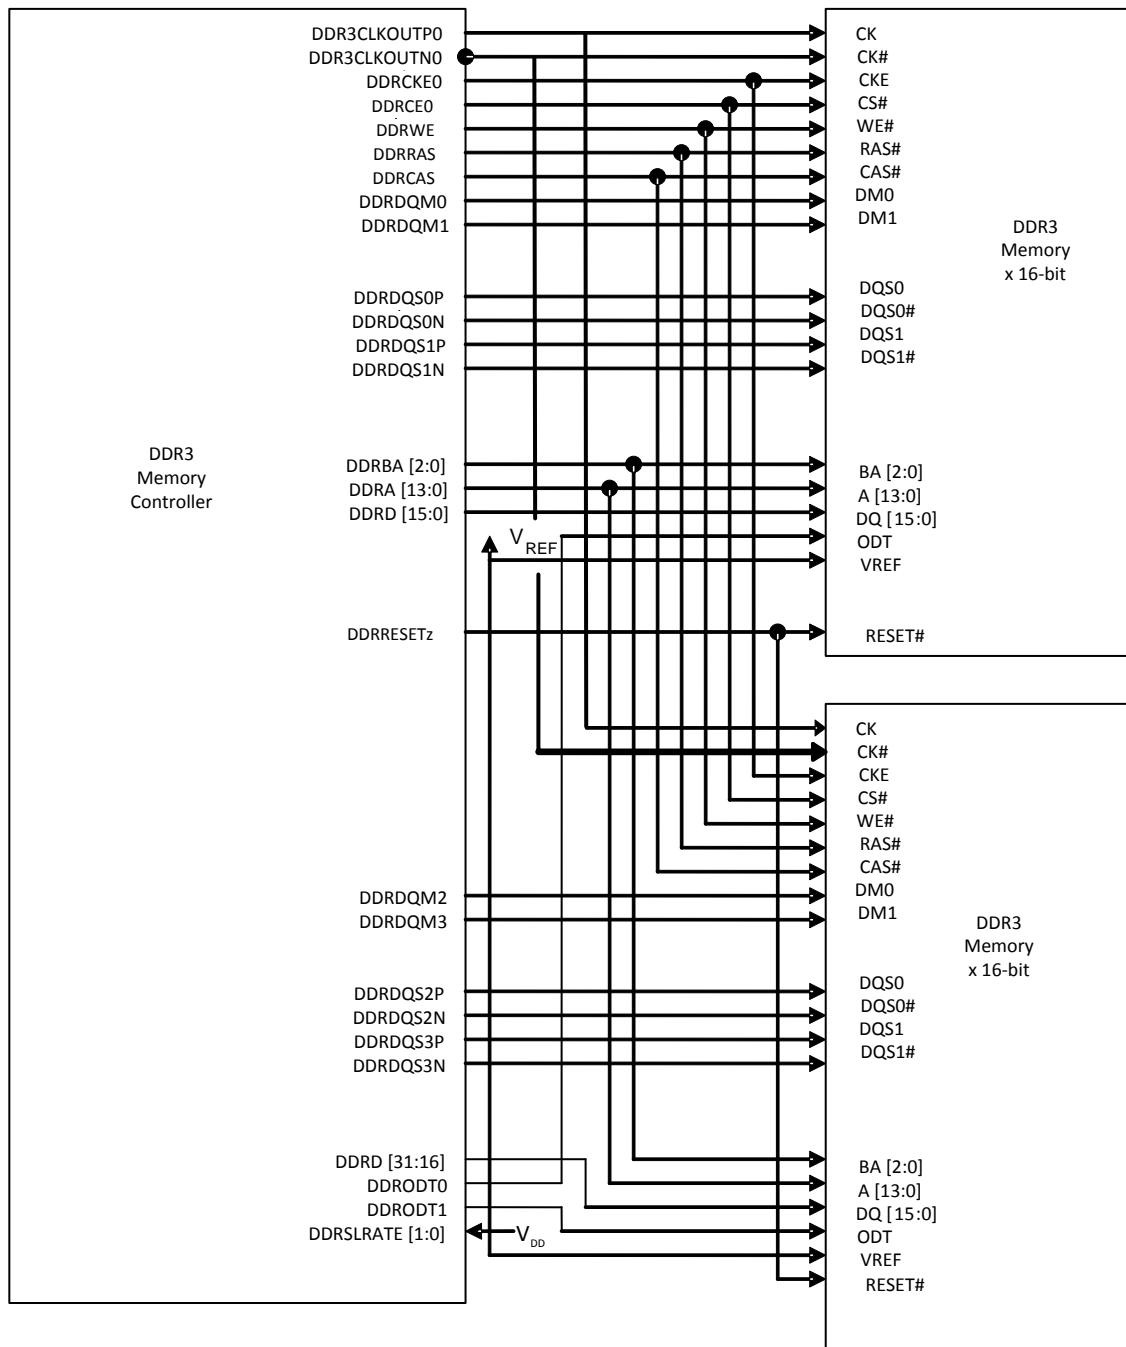 DDR3CLKOUTP0
DDR3CLKOUTN0
DDRCKE0
DDRCE0
DDRWE
DDRRAS
DDRCAS
DDRDQM0
DDRDQM1
DDRDQS0P
DDRDQS0N
DDRDQS1P
DDRDQS1N
DDR3
Memory
Controller
DDRBA [2:0]
DDRA [13:0]
DDRD [15:0]
VREF
DDRRESETz
DDRDQM2
DDRDQM3
DDRDQS2P
DDRDQS2N
DDRDQS3P
DDRDQS3N
DDRD [31:16]
DDRODT0
DDRODT1
DDRSLRATE [1:0]
VDD
CK
CK#
CKE
CS#
WE#
RAS#
CAS#
DM0
DM1
DDR3
Memory
x 16-bit
DQS0
DQS0#
DQS1
DQS1#
BA [2:0]
A [13:0]
DQ [15:0]
ODT
VREF
RESET#
CK
CK#
CKE
CS#
WE#
RAS#
CAS#
DM0
DM1
DDR3
Memory
x 16-bit
DQS0
DQS0#
DQS1
DQS1#
BA [2:0]
A [13:0]
DQ [15:0]
ODT
VREF
RESET#